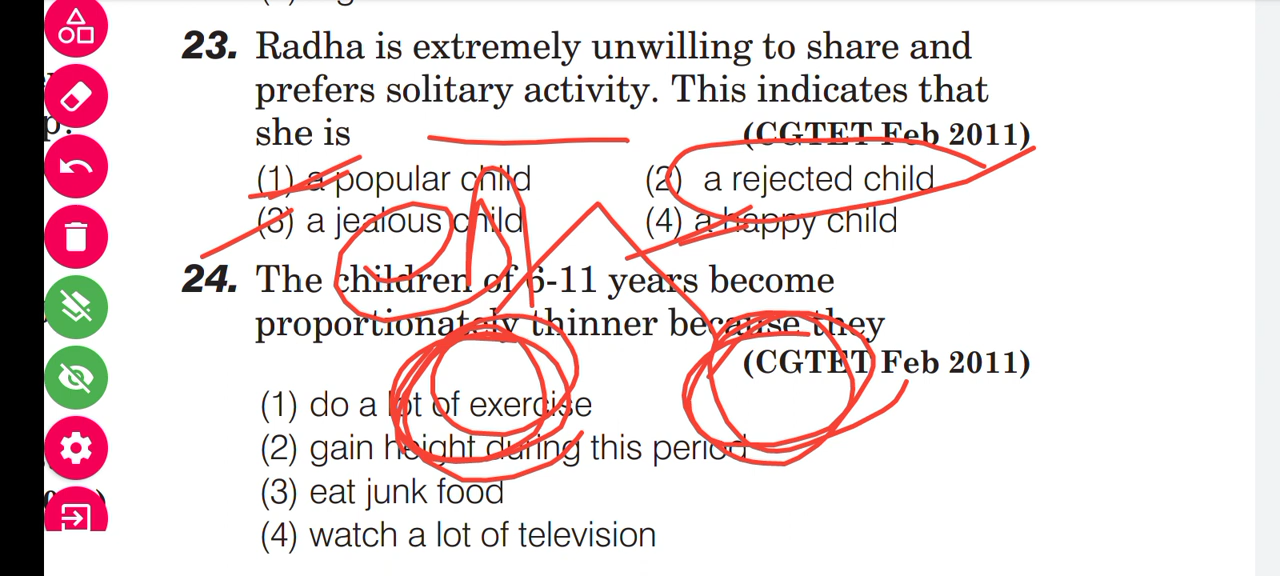 23. Radha is extremely unwilling to share and
prefers solitary activity. This indicates that
she is (CGTET Feb 2011)
(1) a popular child (2) a rejected child
(3) a jealous child (4) a happy child
24. The children of 6-11 years become
proportionately thinner because they
(CGTET Feb 2011)
(1) do a lot of exercise
(2) gain height during this period
(3) eat junk food
(4) watch a lot of television